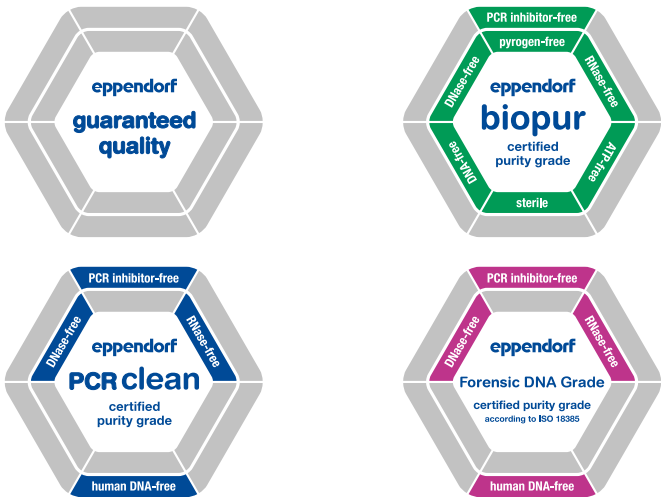 eppendorf
guaranteed
quality
PCR inhibitor-free
pyrogen-free
DNase-free
RNase-free
eppendorf
biopur
certified
purity grade
DNA-free
ATP-free
sterile
PCR inhibitor-free
DNase-free
RNase-free
eppendorf
PCR clean
certified
purity grade
human DNA-free
PCR inhibitor-free
DNase-free
RNase-free
eppendorf
Forensic DNA Grade
certified purity grade
according to ISO 18385
human DNA-free